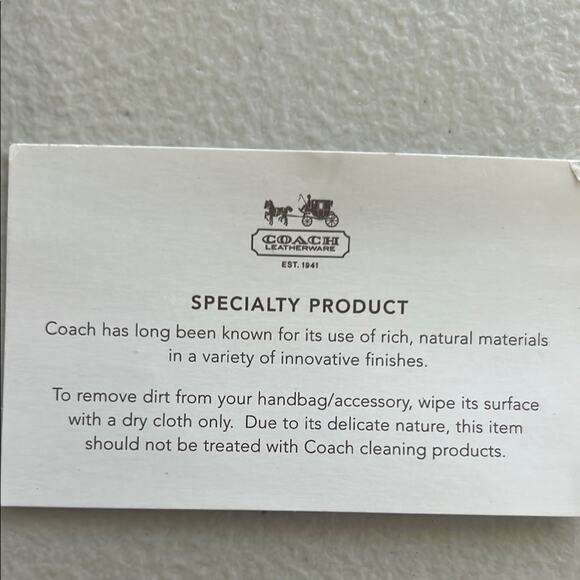 COACH
LEATHERWARE
EST. 1941
SPECIALTY PRODUCT
Coach has long been known for its use of rich, natural materials
in a variety of innovative finishes.
To remove dirt from your handbag/accessory, wipe its surface
with a dry cloth only. Due to its delicate nature, this item
should not be treated with Coach cleaning products.